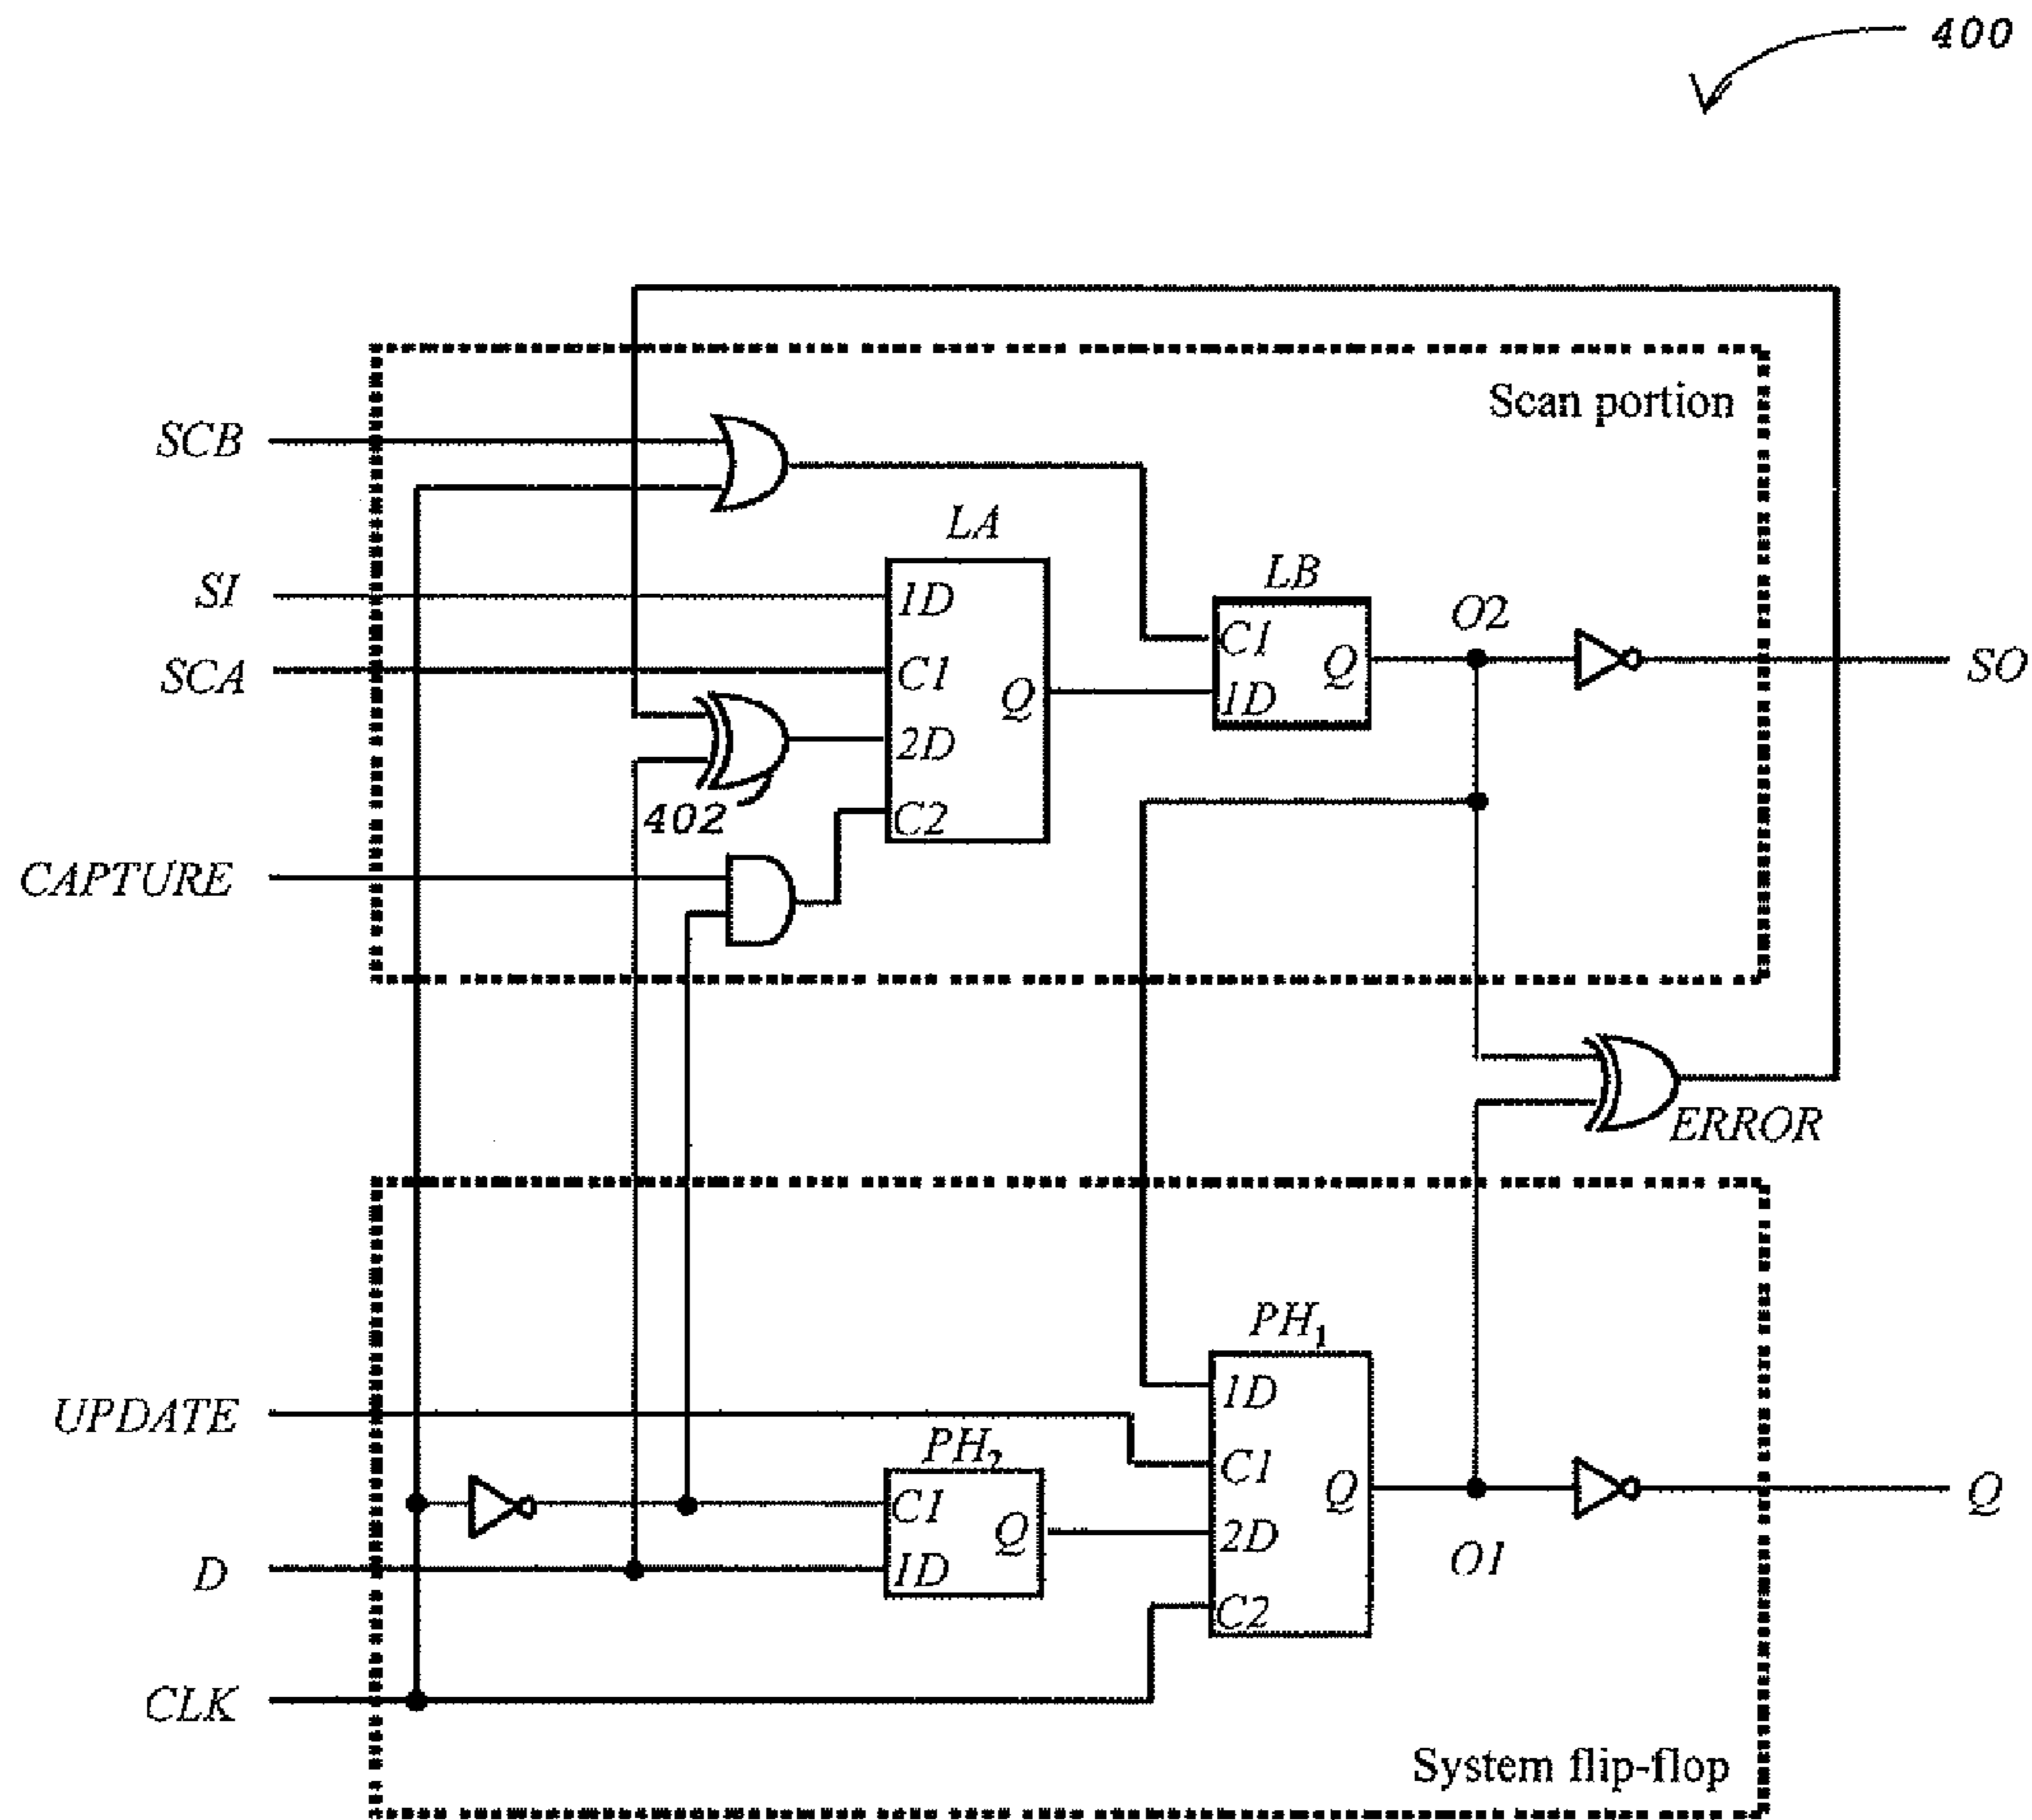 400
Scan portion
SCB
LA
SI
1D
LB
O2
SCA
C1
Q
C1
Q
1D
SO
2D
402
C2
CAPTURE
ERROR
PH1
1D
UPDATE
PH2
C1
C1
Q
Q
Q
2D
D
1D
O1
C2
CLK
System flip-flop